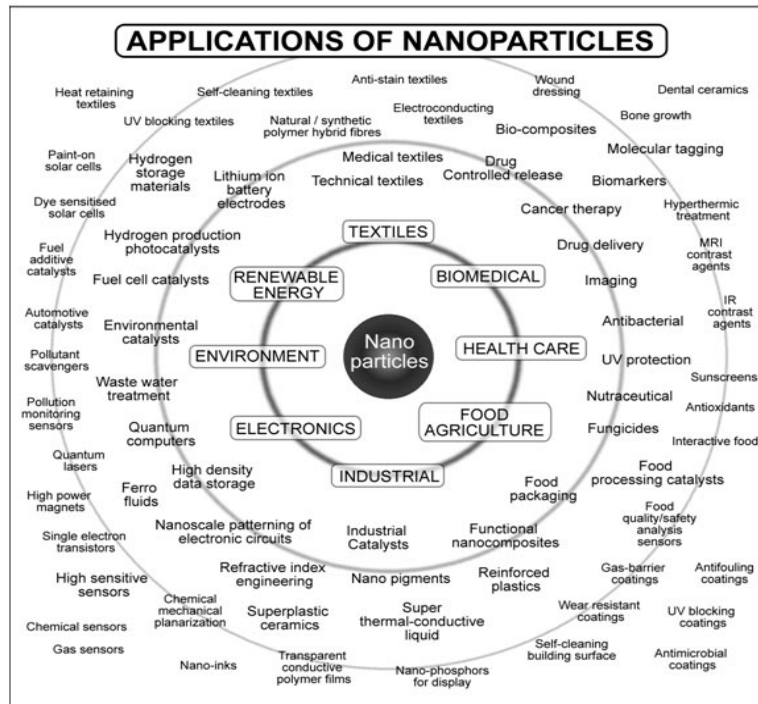 APPLICATIONS OF NANOPARTICLES
Anti-stain textiles
Wound
dressing
Heat retaining
textiles
Self-cleaning textiles
Dental ceramics
UV blocking textiles
Natural / synthetic
polymer hybrid fibres
Electroconducting
textiles
Bio-composites
Bone growth
Paint-on
solar cells
Hydrogen
storage
materials
Lithium ion
battery
electrodes
Medical textiles
Technical textiles
Drug
Controlled release
Molecular tagging
Biomarkers
Dye sensitised
solar cells
Cancer therapy
Hyperthermic
treatment
TEXTILES
Hydrogen production
photocatalysts
Drug delivery
MRI
contrast
agents
Fuel
additive
catalysts
Fuel cell catalysts
RENEWABLE
ENERGY
BIOMEDICAL
Imaging
IR
contrast
agents
Automotive
catalysts
Environmental
catalysts
Antibacterial
Nano
particles
ENVIRONMENT
HEALTH CARE
Pollutant
scavengers
UV protection
Sunscreens
Waste water
treatment
Nutraceutical
Antioxidants
Pollution
monitoring
sensors
Quantum
computers
ELECTRONICS
FOOD
AGRICULTURE
Fungicides
Interactive food
Quantum
lasers
High density
data storage
INDUSTRIAL
Food
packaging
Food
processing catalysts
High power
magnets
Ferro
fluids
Food
quality/safety
analysis
sensors
Single electron
transistors
Nanoscale patterning of
electronic circuits
Industrial
Catalysts
Functional
nanocomposites
High sensitive
sensors
Refractive index
engineering
Nano pigments
Reinforced
plastics
Gas-barrier
coatings
Antifouling
coatings
Chemical
mechanical
planarization
Superplastic
ceramics
Super
thermal-conductive
liquid
Wear resistant
coatings
UV blocking
coatings
Chemical sensors
Gas sensors
Nano-inks
Transparent
conductive
polymer films
Nano-phosphors
for display
Self-cleaning
building surface
Antimicrobial
coatings